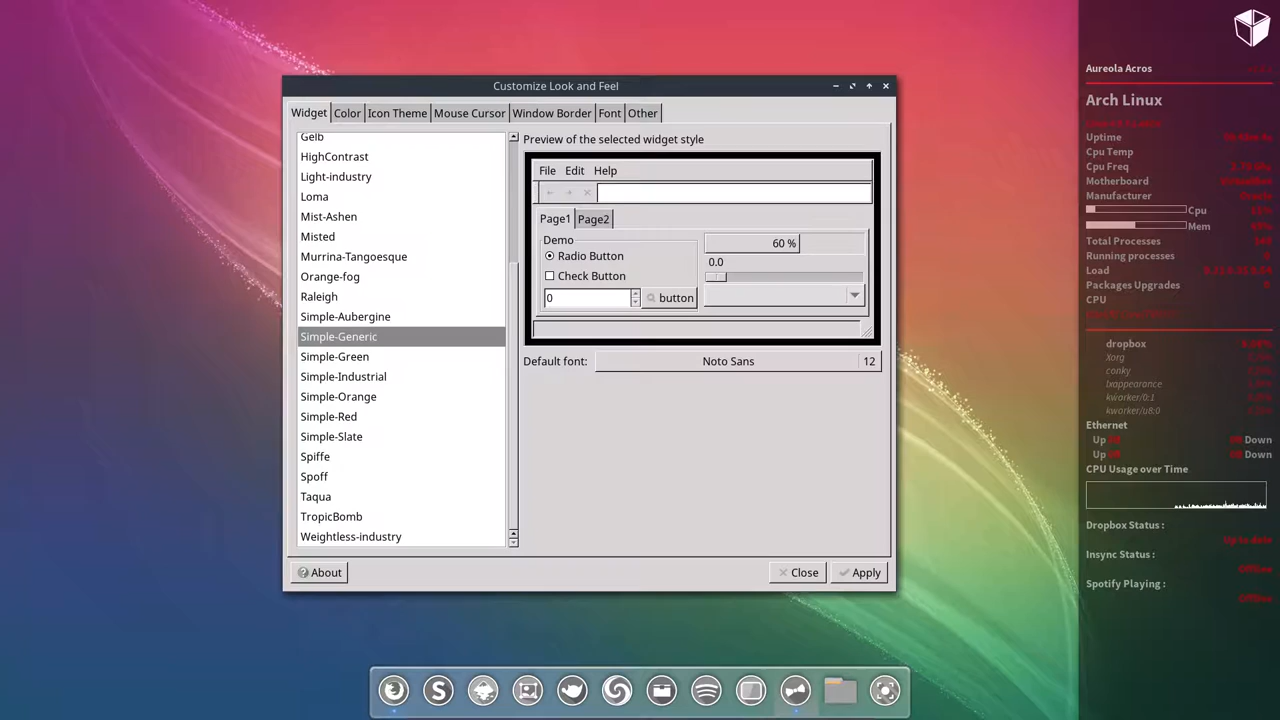 Customize Look and Feel
Widget Color Icon Theme Mouse Cursor Window Border Font Other
Gelb
HighContrast
Light-industry
Loma
Mist-Ashen
Misted
Murrina-Tangoesque
Orange-fog
Raleigh
Simple-Aubergine
Simple-Generic
Simple-Green
Simple-Industrial
Simple-Orange
Simple-Red
Simple-Slate
Spiffe
Spoff
Taqua
TropicBomb
Weightless-industry
Preview of the selected widget style
File Edit Help
Page1 Page2
Demo
Radio Button
Check Button
0 button
60 %
0.0
Default font: Noto Sans 12
About Close Apply
Aureola Acros
Arch Linux
Uptime
Cpu Temp
Cpu Freq
Motherboard
Manufacturer
Cpu
Mem
Total Processes
Running processes
Load
Packages Upgrades
CPU
dropbox
Xorg
conky
lxappearance
kworker/0:1
kworker/u8:0
Ethernet
Up Down
Up Down
CPU Usage over Time
Dropbox Status :
Up to date
Insync Status :
Offline
Spotify Playing :
Offline